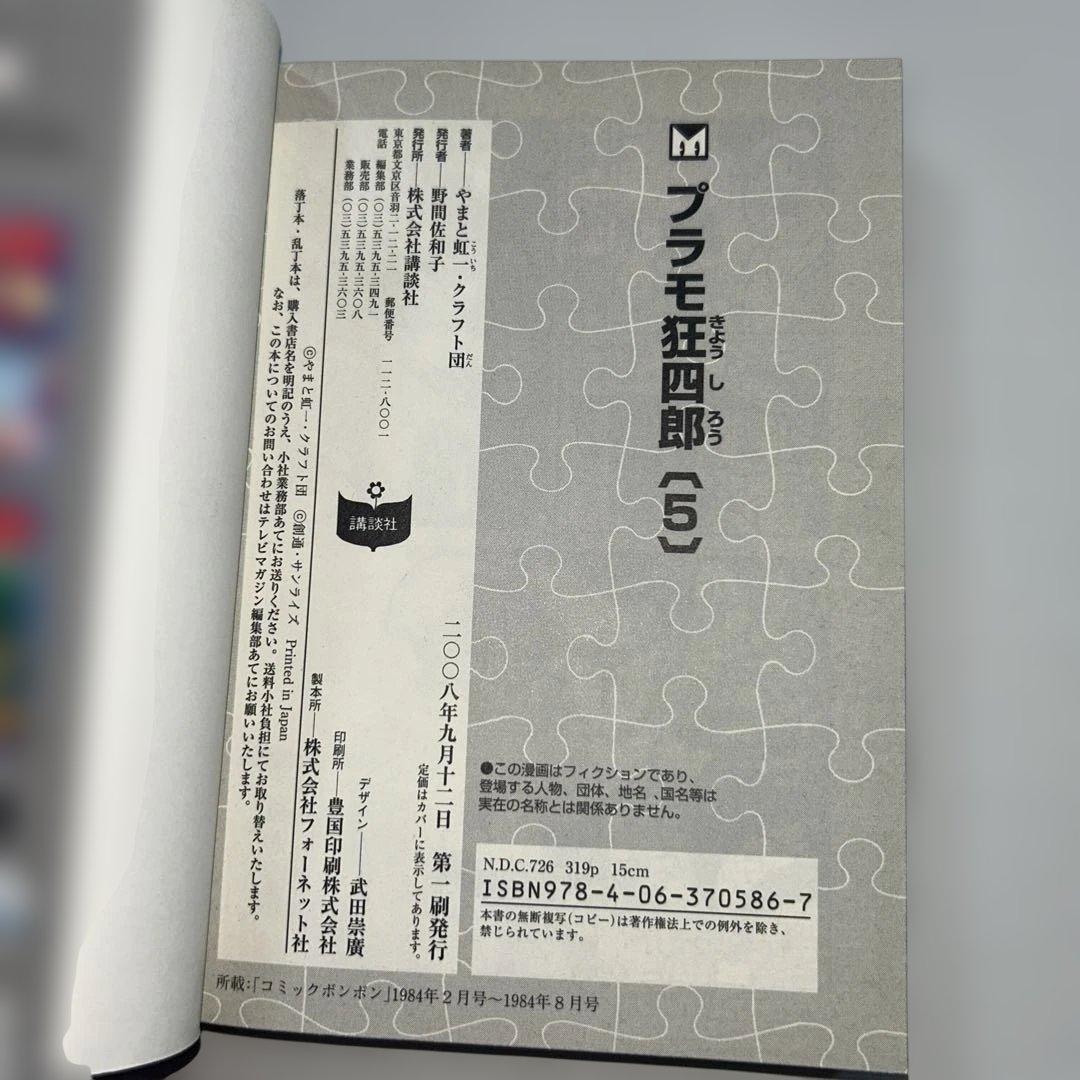 M プラモ狂四郎〔5〕
きょうしろう
著者――やまと虹一・クラフト団
こういち
だん
発行者――野間佐和子
発行所――株式会社講談社
東京都文京区音羽二-一二-二一 郵便番号 一一二-八〇〇一
電話 編集部(〇三)五三九五-三四九一
販売部(〇三)五三九五-三六〇八
業務部(〇三)五三九五-三六〇三
講談社
二〇〇八年九月十二日 第一刷発行
定価はカバーに表示してあります。
デザイン――武田崇廣
印刷所――豊国印刷株式会社
製本所――株式会社フォーネット社
©やまと虹一・クラフト団 ©創通・サンライズ Printed in Japan
落丁本・乱丁本は、購入書店名を明記のうえ、小社業務部あてにお送りください。送料小社負担にてお取り替えいたします。
なお、この本についてのお問い合わせはテレビマガジン編集部あてにお願いいたします。
●この漫画はフィクションであり、
登場する人物、団体、地名、国名等は
実在の名称とは関係ありません。
N.D.C.726 319p 15cm
ISBN978-4-06-370586-7
本書の無断複写(コピー)は著作権法上での例外を除き、
禁じられています。
所載:「コミックボンボン」1984年2月号~1984年8月号